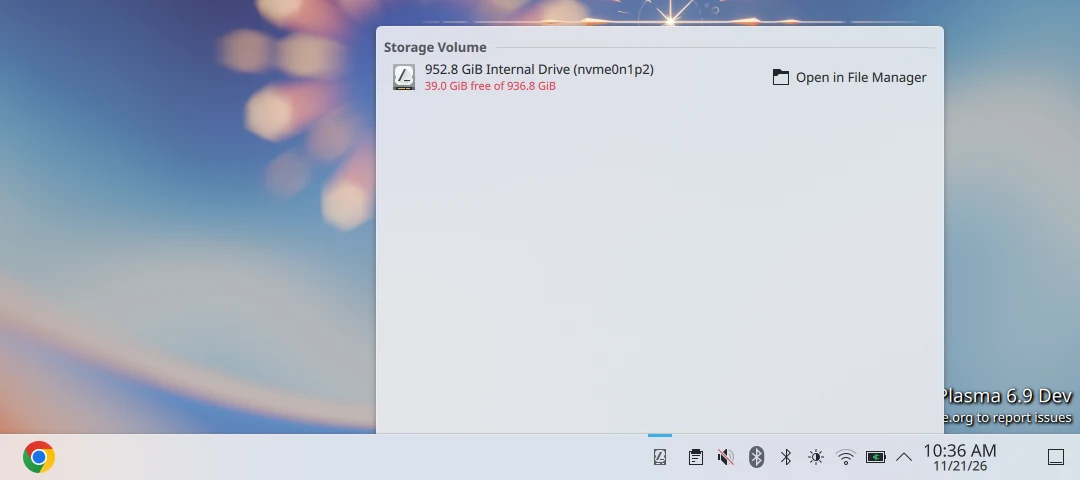 Storage Volume
952.8 GiB Internal Drive (nvme0n1p2)
39.0 GiB free of 936.8 GiB
Open in File Manager
Plasma 6.9 Dev
e.org to report issues
10:36 AM
11/21/26